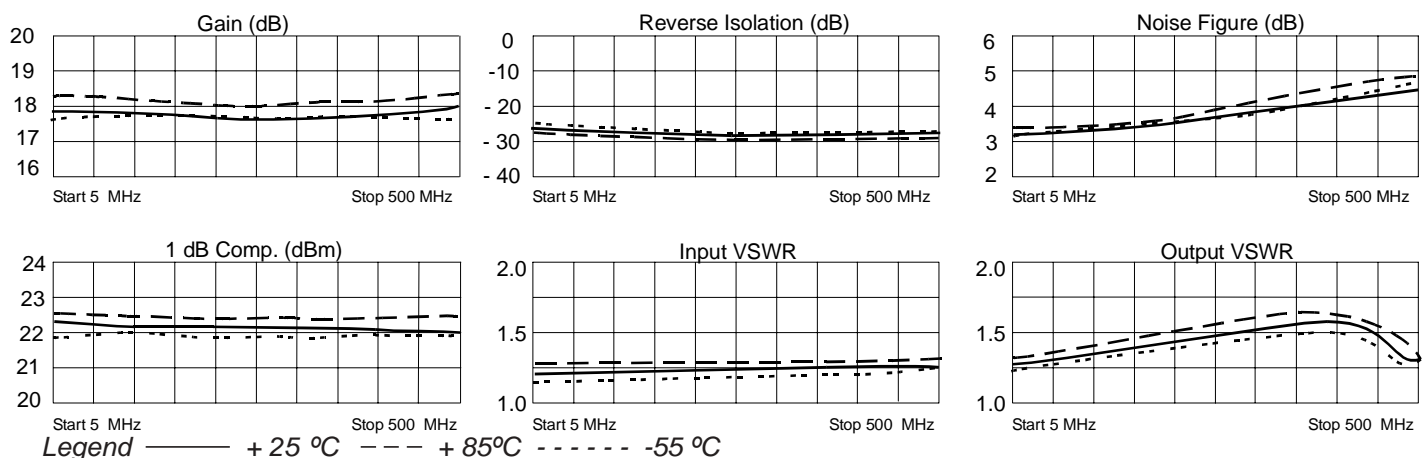 Gain (dB)
20
19
18
17
16
Start 5 MHz Stop 500 MHz
Reverse Isolation (dB)
0
-10
- 20
- 30
- 40
Start 5 MHz Stop 500 MHz
Noise Figure (dB)
6
5
4
3
2
Start 5 MHz Stop 500 MHz
1 dB Comp. (dBm)
24
23
22
21
20
Start 5 MHz Stop 500 MHz
Input VSWR
2.0
1.5
1.0
Start 5 MHz Stop 500 MHz
Output VSWR
2.0
1.5
1.0
Start 5 MHz Stop 500 MHz
Legend + 25 ºC + 85ºC -55 ºC